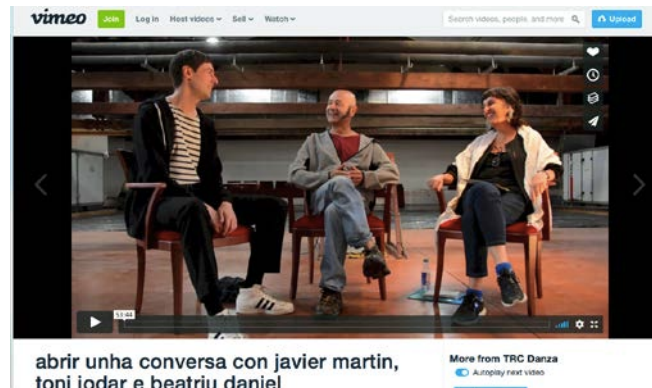 vimeo Join Log in Host videos Sell Watch Search videos, people, and more Upload
53:44
abrir unha conversa con javier martin,
toni iodar e beatriu daniel
More from TRC Danza
Autoplay next video